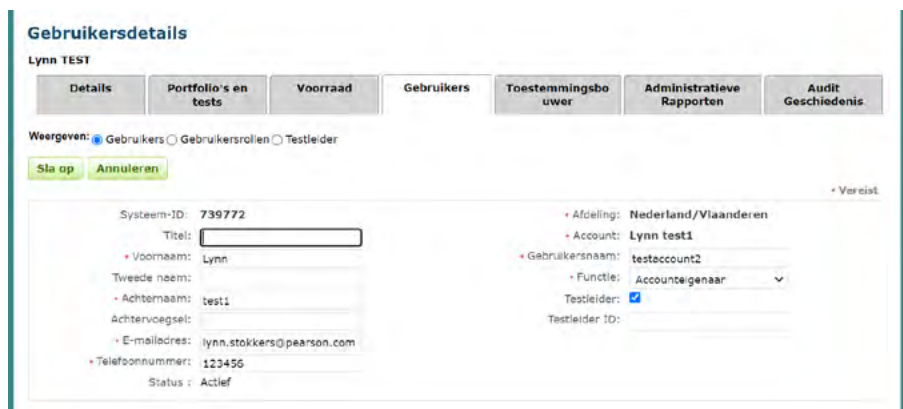 Gebruikersdetails
Lynn TEST
Details Portfolio's en tests Voorraad Gebruikers Toestemmingsbo uwer Administratieve Rapporten Audit Geschiedenis
Weergeven: Gebruikers Gebruikersrollen Testleider
Sla op Annuleren
• Vereist
Systeem-ID: 739772 • Afdeling: Nederland/Vlaanderen
Titel: • Account: Lynn test1
• Voornaam: Lynn • Gebruikersnaam: testaccount2
Tweede naam: • Functie: Accounteigenaar
• Achternaam: test1 Testleider:
Achtervoegsel: Testleider ID:
• E-mailadres: lynn.stokkers@pearson.com
• Telefoonnummer: 123456
Status : Actief